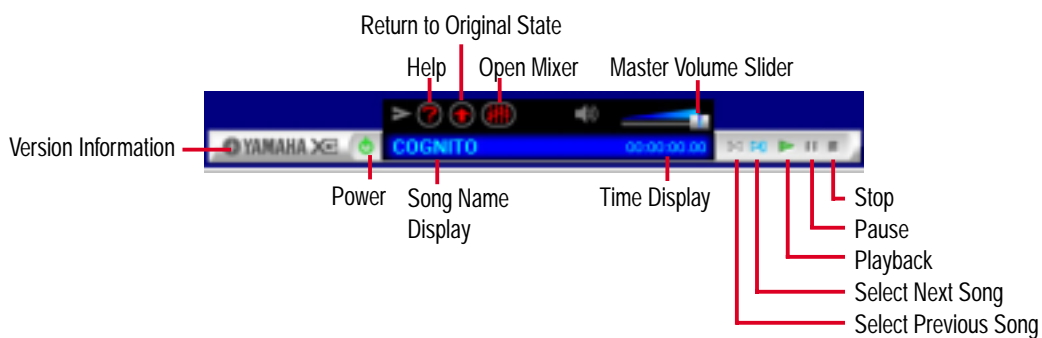 Return to Original State
Help
Open Mixer
Master Volume Slider
Version Information
YAMAHA XG
COGNITO
00:00:00.00
Power
Song Name
Display
Time Display
Stop
Pause
Playback
Select Next Song
Select Previous Song